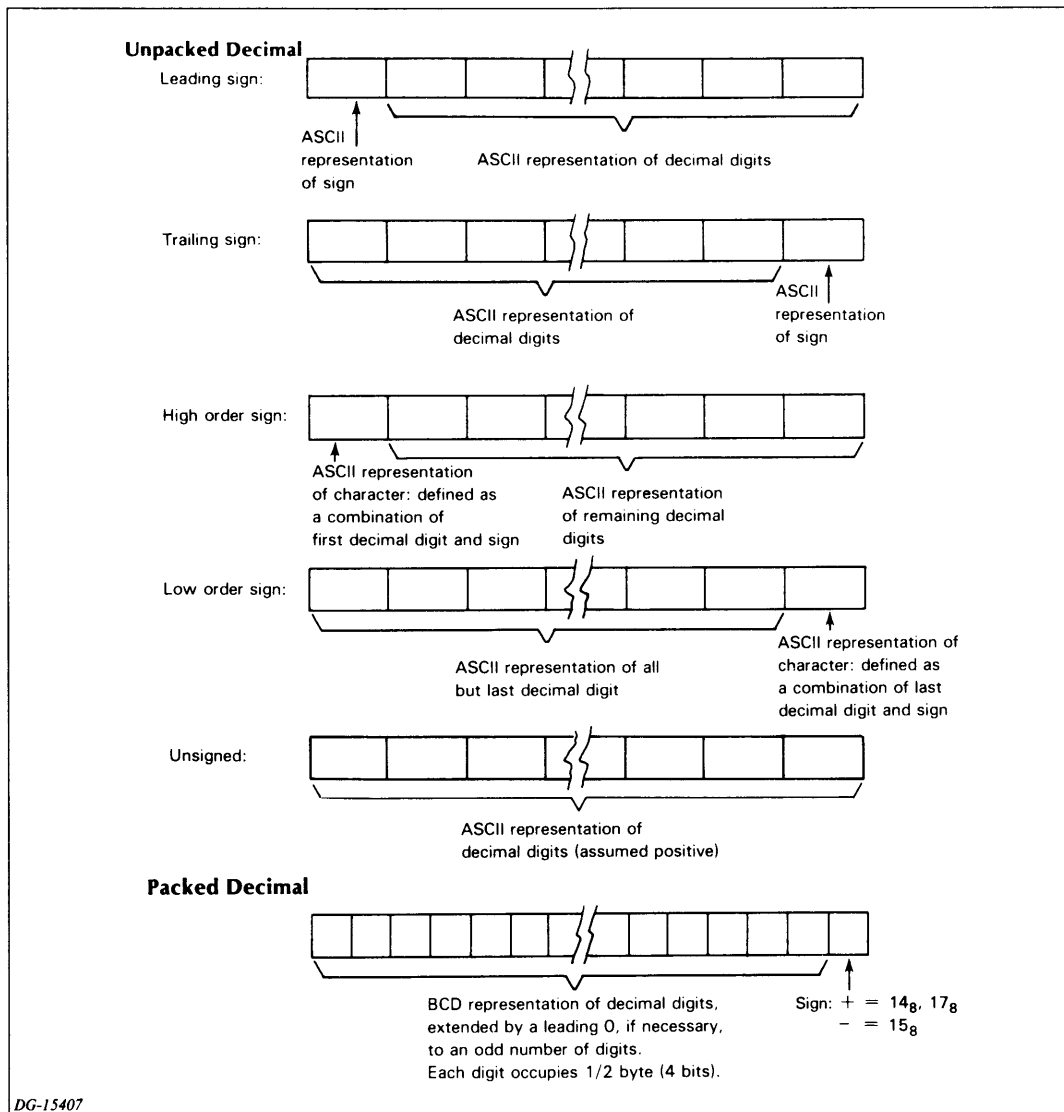 Unpacked Decimal
Leading sign:
ASCII
representation
of sign
ASCII representation of decimal digits
Trailing sign:
ASCII representation of
decimal digits
ASCII
representation
of sign
High order sign:
ASCII representation
of character: defined as
a combination of
first decimal digit and sign
ASCII representation
of remaining decimal
digits
Low order sign:
ASCII representation of all
but last decimal digit
ASCII representation of
character: defined as
a combination of last
decimal digit and sign
Unsigned:
ASCII representation of
decimal digits (assumed positive)
Packed Decimal
BCD representation of decimal digits,
extended by a leading 0, if necessary,
to an odd number of digits.
Each digit occupies 1/2 byte (4 bits).
Sign: + = 14₈, 17₈
− = 15₈
DG-15407